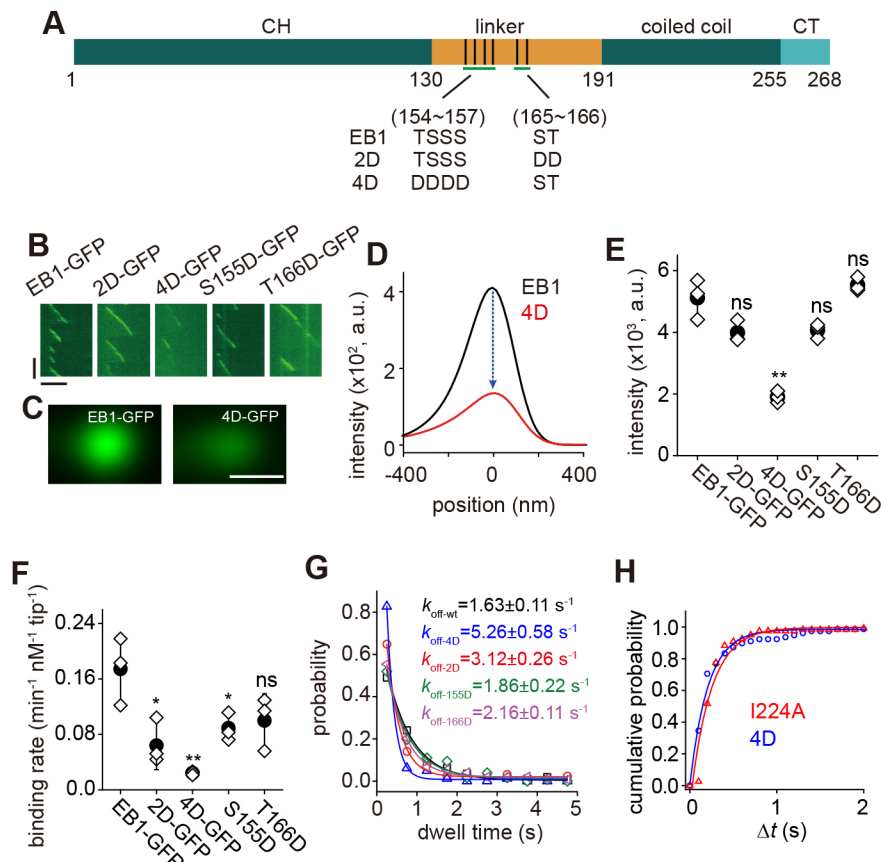 A
CH linker coiled coil CT
1 130 191 255 268
(154~157) (165~166)
EB1 TSSS ST
2D TSSS DD
4D DDDD ST
B
EB1-GFP 2D-GFP 4D-GFP S155D-GFP T166D-GFP
C
EB1-GFP 4D-GFP
D
intensity (x10², a.u.)
4
2
0
EB1
4D
-400 0 400
position (nm)
E
intensity (x10³, a.u.)
6
4
2
0
ns ** ns ns
EB1-GFP 2D-GFP 4D-GFP S155D T166D
F
binding rate (min⁻¹ nM⁻¹ tip⁻¹)
0.24
0.16
0.08
0.0
* ** * ns
EB1-GFP 2D-GFP 4D-GFP S155D T166D
G
probability
0.8
0.6
0.4
0.2
0.0
koff-wt=1.63±0.11 s⁻¹
koff-4D=5.26±0.58 s⁻¹
koff-2D=3.12±0.26 s⁻¹
koff-155D=1.86±0.22 s⁻¹
koff-166D=2.16±0.11 s⁻¹
0 1 2 3 4 5
dwell time (s)
H
cumulative probability
1.0
0.8
0.6
0.4
0.2
0.0
I224A
4D
0 1 2
Δt (s)